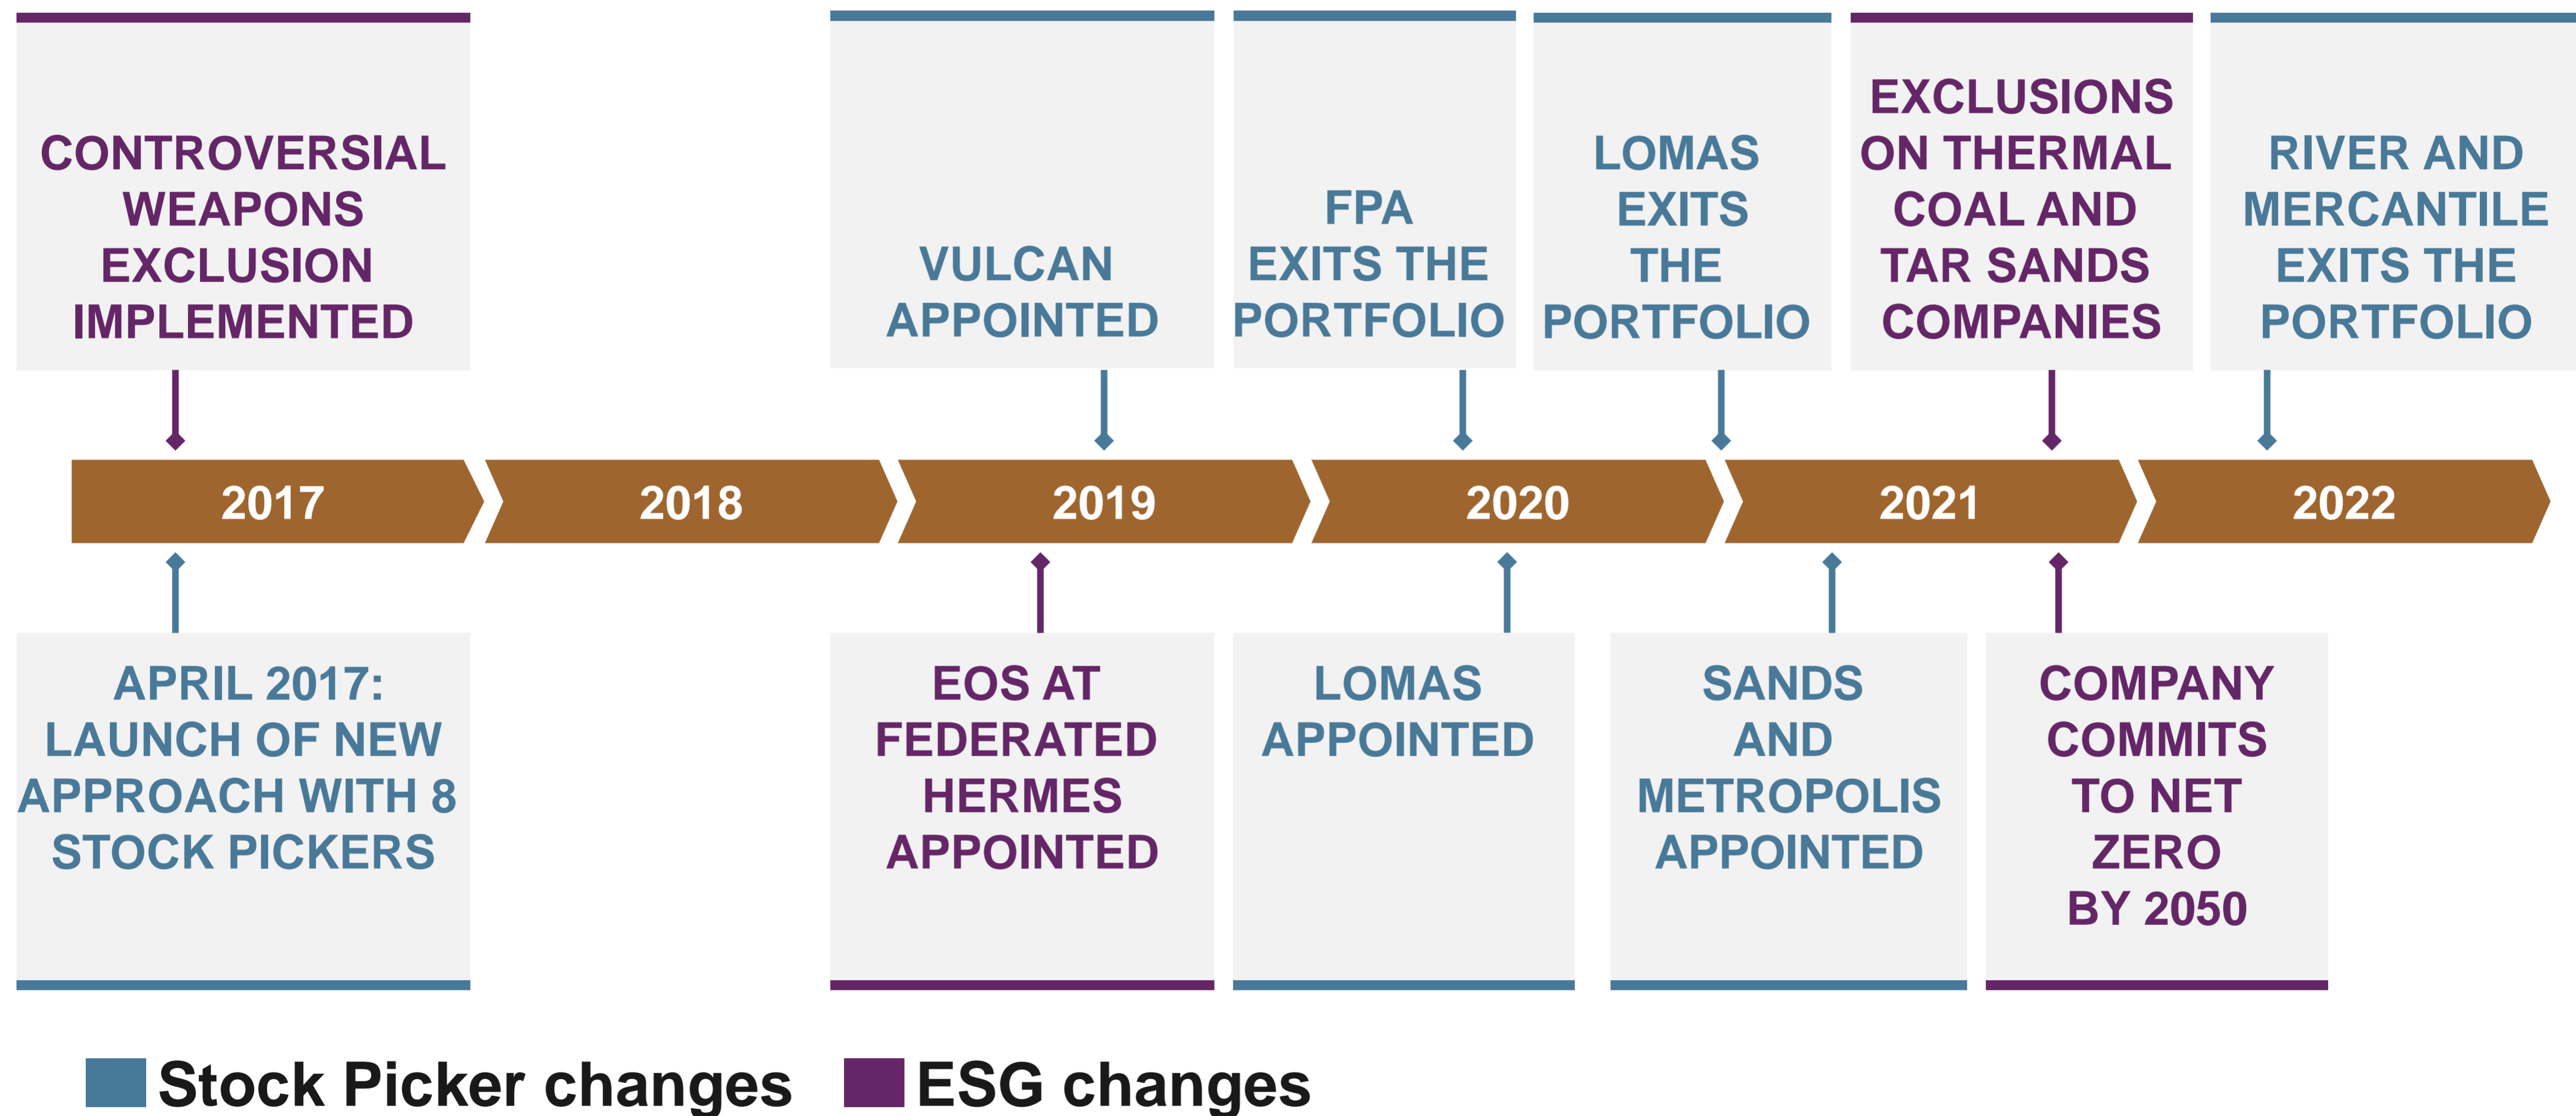 CONTROVERSIAL
WEAPONS
EXCLUSION
IMPLEMENTED
VULCAN
APPOINTED
FPA
EXITS THE
PORTFOLIO
LOMAS
EXITS
THE
PORTFOLIO
EXCLUSIONS
ON THERMAL
COAL AND
TAR SANDS
COMPANIES
RIVER AND
MERCANTILE
EXITS THE
PORTFOLIO
2017
2018
2019
2020
2021
2022
APRIL 2017:
LAUNCH OF NEW
APPROACH WITH 8
STOCK PICKERS
EOS AT
FEDERATED
HERMES
APPOINTED
LOMAS
APPOINTED
SANDS
AND
METROPOLIS
APPOINTED
COMPANY
COMMITS
TO NET
ZERO
BY 2050
Stock Picker changes
ESG changes